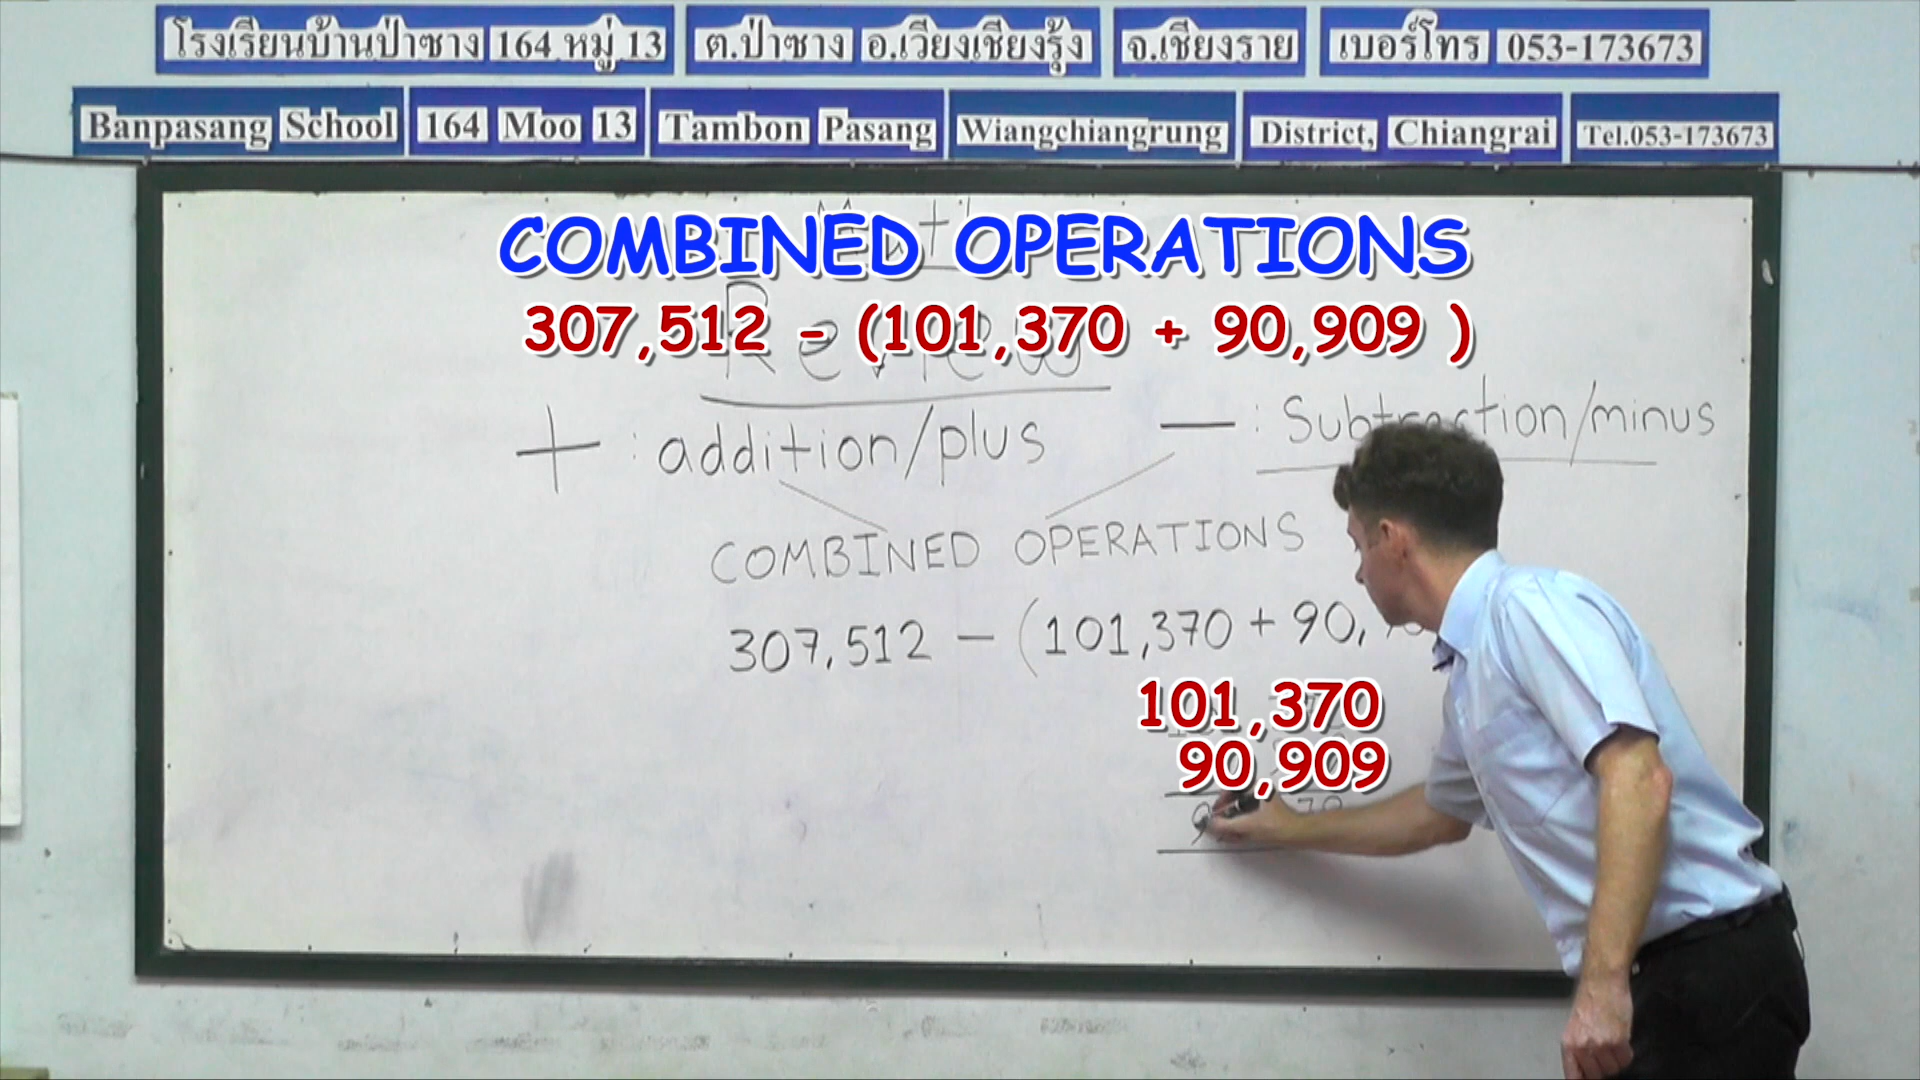 โรงเรียนบ้านป่าซาง 164 หมู่ 13 ต.ป่าซาง อ.เวียงเชียงรุ้ง จ.เชียงราย เบอร์โทร 053-173673
Banpasang School 164 Moo 13 Tambon Pasang Wiangchiangrung District, Chiangrai Tel.053-173673
COMBINED OPERATIONS
307,512 - (101,370 + 90,909 )
Review
+ : addition/plus — : Subtraction/minus
COMBINED OPERATIONS
307,512 – (101,370 + 90,
101,370
90,909